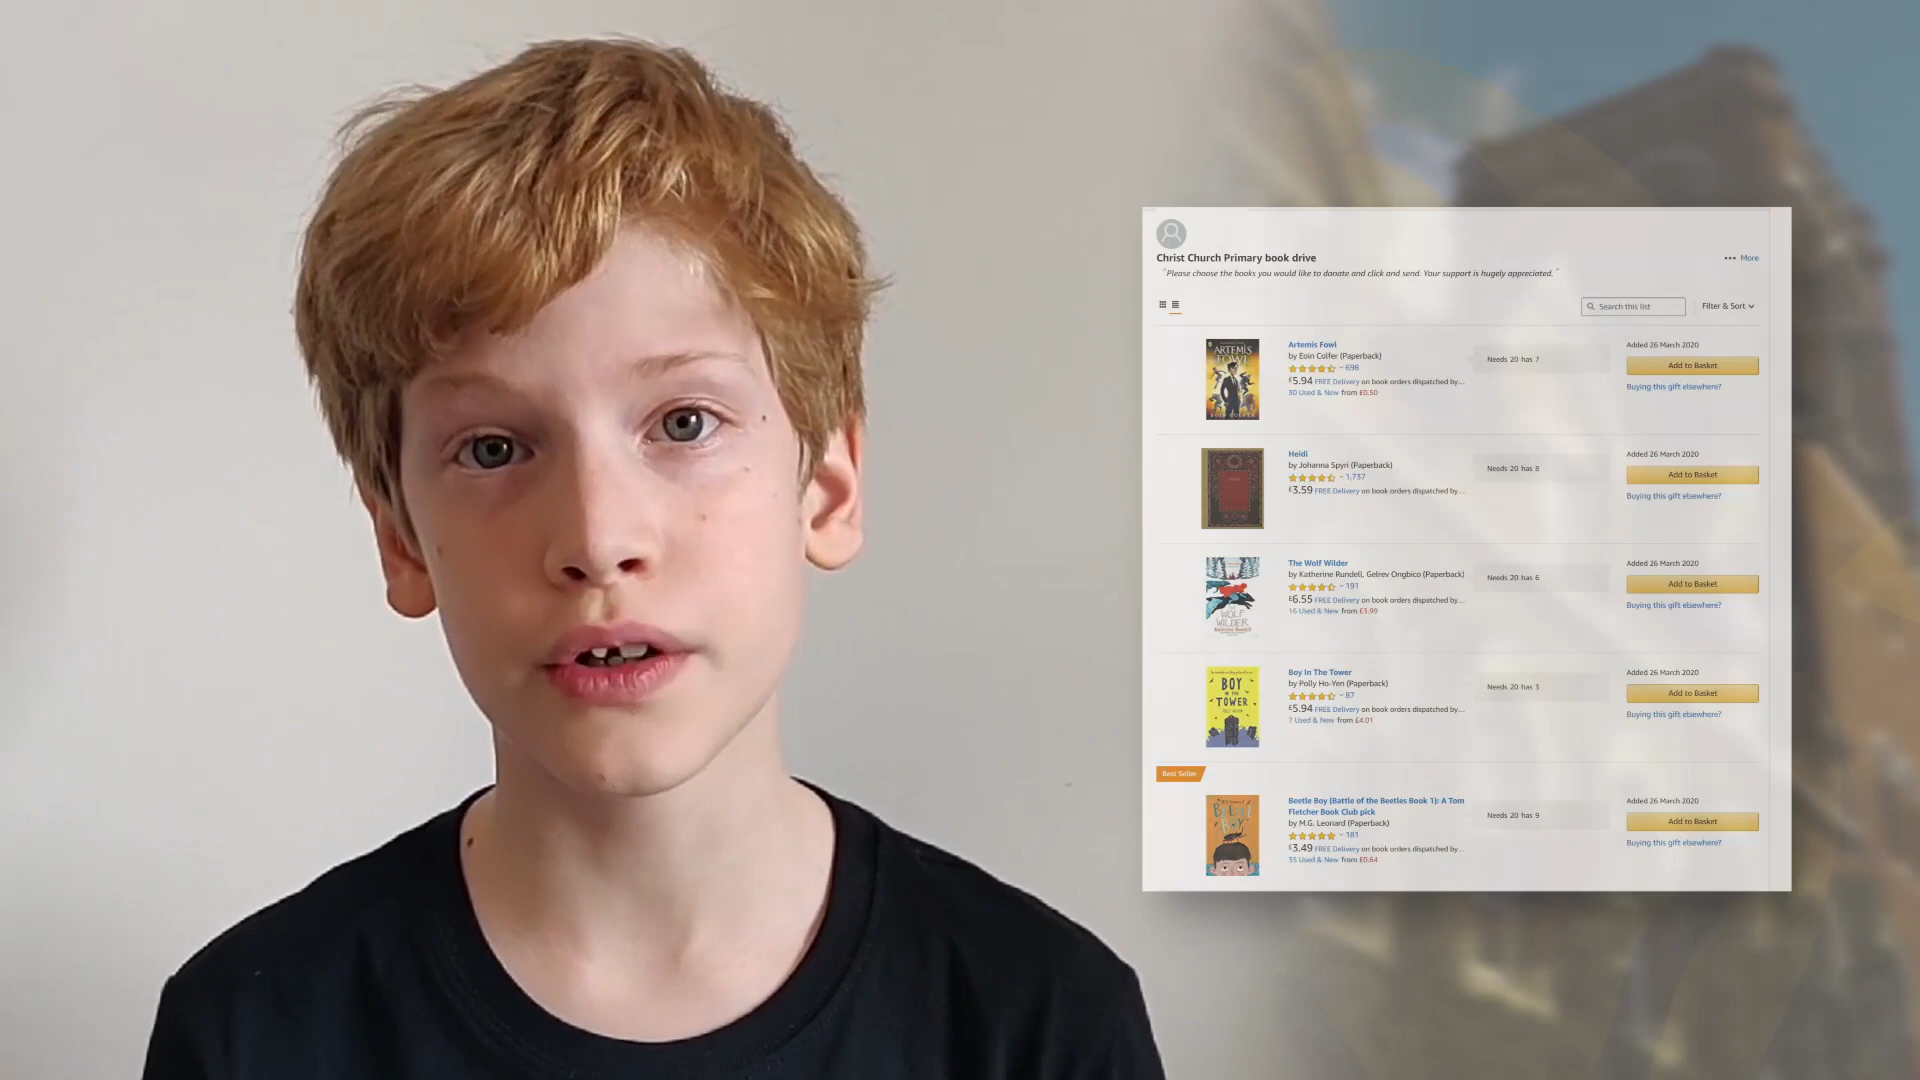 Christ Church Primary book drive
••• More
"Please choose the books you would like to donate and click and send. Your support is hugely appreciated."
Search this list
Filter & Sort
ARTEMIS
FOWL
EOIN COLFER
Artemis Fowl
by Eoin Colfer (Paperback)
698
£5.94 FREE Delivery on book orders dispatched by...
30 Used & New from £0.50
Needs 20 has 7
Added 26 March 2020
Add to Basket
Buying this gift elsewhere?
Heidi
by Johanna Spyri (Paperback)
1,737
£3.59 FREE Delivery on book orders dispatched by...
Needs 20 has 8
Added 26 March 2020
Add to Basket
Buying this gift elsewhere?
WOLF
WILDER
The Wolf Wilder
by Katherine Rundell, Gelrev Ongbico (Paperback)
191
£6.55 FREE Delivery on book orders dispatched by...
16 Used & New from £3.99
Needs 20 has 6
Added 26 March 2020
Add to Basket
Buying this gift elsewhere?
BOY
IN THE
TOWER
Boy In The Tower
by Polly Ho-Yen (Paperback)
87
£5.94 FREE Delivery on book orders dispatched by...
7 Used & New from £4.01
Needs 20 has 3
Added 26 March 2020
Add to Basket
Buying this gift elsewhere?
Best Seller
BEETLE
BOY
Beetle Boy (Battle of the Beetles Book 1): A Tom
Fletcher Book Club pick
by M.G. Leonard (Paperback)
181
£3.49 FREE Delivery on book orders dispatched by...
35 Used & New from £0.64
Needs 20 has 9
Added 26 March 2020
Add to Basket
Buying this gift elsewhere?